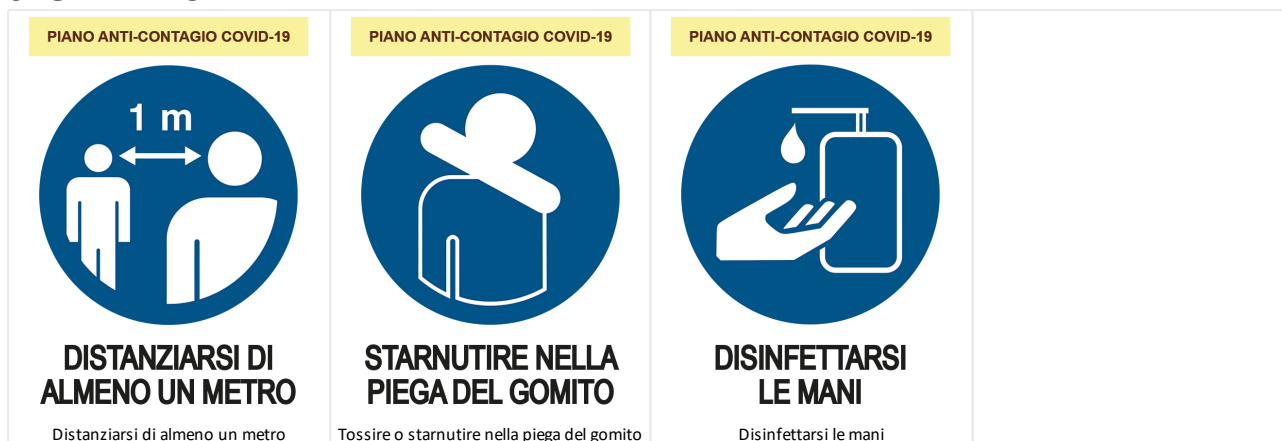 PIANO ANTI-CONTAGIO COVID-19
1 m
DISTANZIARSI DI
ALMENO UN METRO
Distanziarsi di almeno un metro
PIANO ANTI-CONTAGIO COVID-19
STARNUTIRE NELLA
PIEGA DEL GOMITO
Tossire o starnutire nella piega del gomito
PIANO ANTI-CONTAGIO COVID-19
DISINFETTARSI
LE MANI
Disinfettarsi le mani